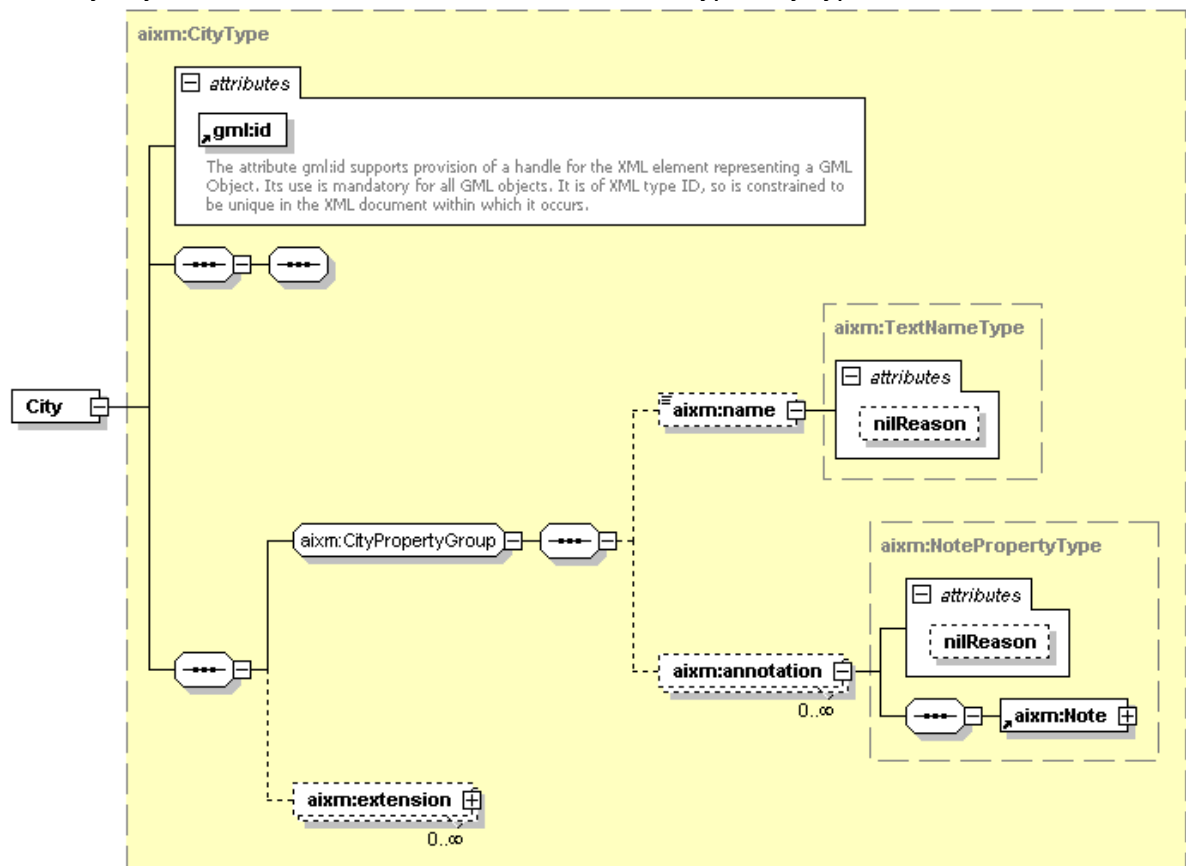 aixm:CityType
attributes
gml:id
The attribute gml:id supports provision of a handle for the XML element representing a GML
Object. Its use is mandatory for all GML objects. It is of XML type ID, so is constrained to
be unique in the XML document within which it occurs.
aixm:TextNameType
attributes
City
aixm:name
nilReason
aixm:CityPropertyGroup
aixm:NotePropertyType
attributes
nilReason
aixm:annotation
0..∞
aixm:Note
aixm:extension
0..∞